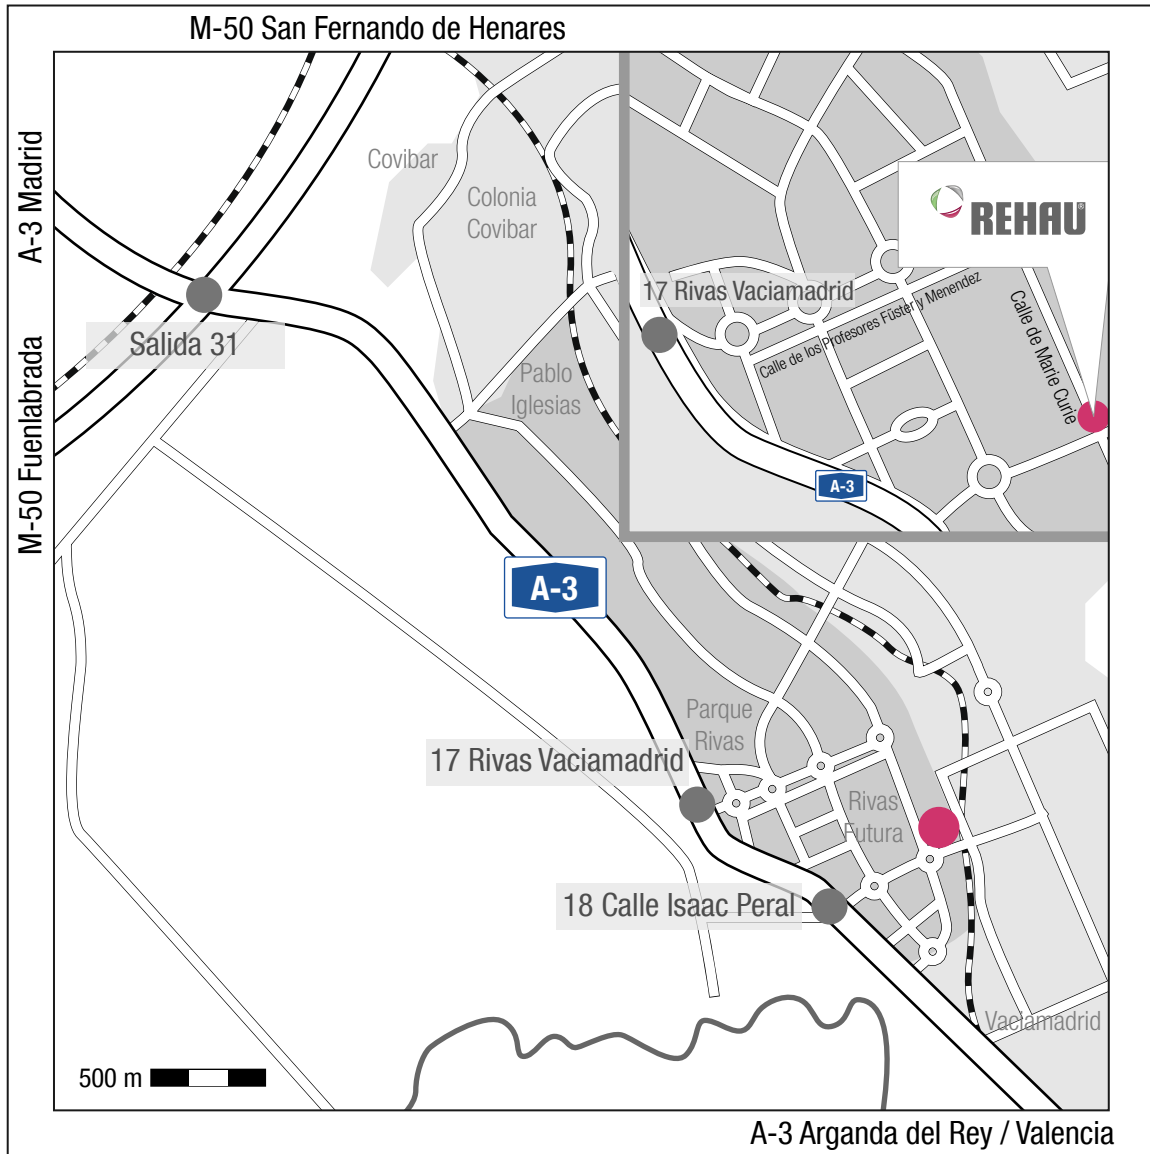 M-50 San Fernando de Henares
A-3 Madrid
M-50 Fuenlabrada
Covibar
Colonia
Covibar
REHAU®
17 Rivas Vaciamadrid
Calle de los Profesores Füster y Menendez
Calle de Marie Curie
A-3
Salida 31
Pablo
Iglesias
A-3
Parque
Rivas
17 Rivas Vaciamadrid
Rivas
Futura
18 Calle Isaac Peral
Vaciamadrid
500 m
A-3 Arganda del Rey / Valencia